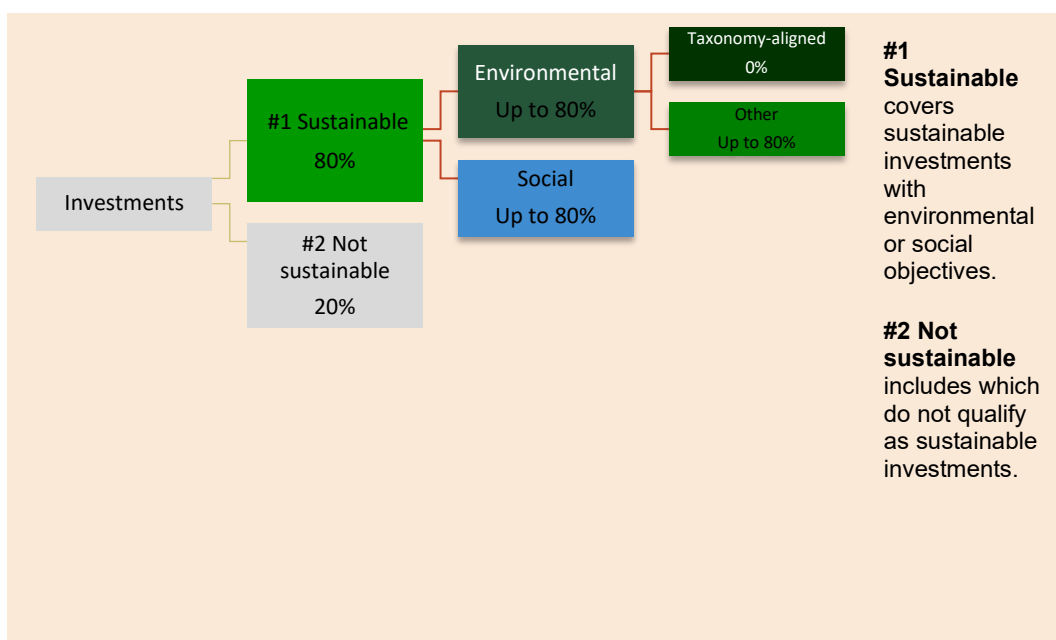 Investments
#1 Sustainable
80%
#2 Not
sustainable
20%
Environmental
Up to 80%
Social
Up to 80%
Taxonomy-aligned
0%
Other
Up to 80%
#1
Sustainable
covers
sustainable
investments
with
environmental
or social
objectives.
#2 Not
sustainable
includes which
do not qualify
as sustainable
investments.